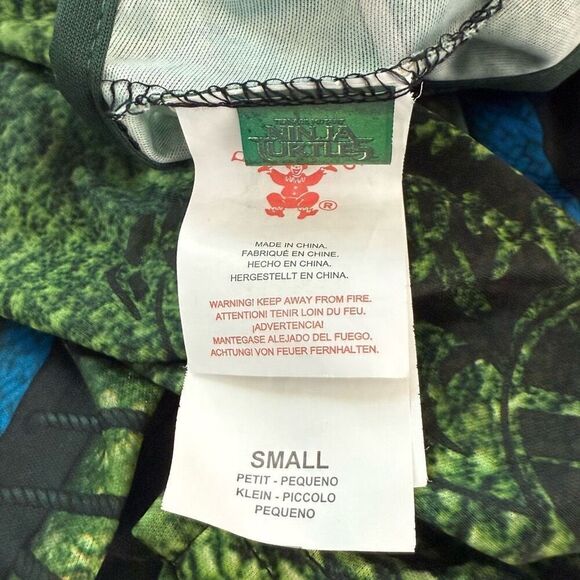 TEENAGE MUTANT
NINJA
TURTLES
®
MADE IN CHINA.
FABRIQUÉ EN CHINE.
HECHO EN CHINA.
HERGESTELLT EN CHINA.
WARNING! KEEP AWAY FROM FIRE.
ATTENTION! TENIR LOIN DU FEU.
¡ADVERTENCIA!
MANTEGASE ALEJADO DEL FUEGO.
ACHTUNG! VON FEUER FERNHALTEN.
SMALL
PETIT - PEQUENO
KLEIN - PICCOLO
PEQUENO